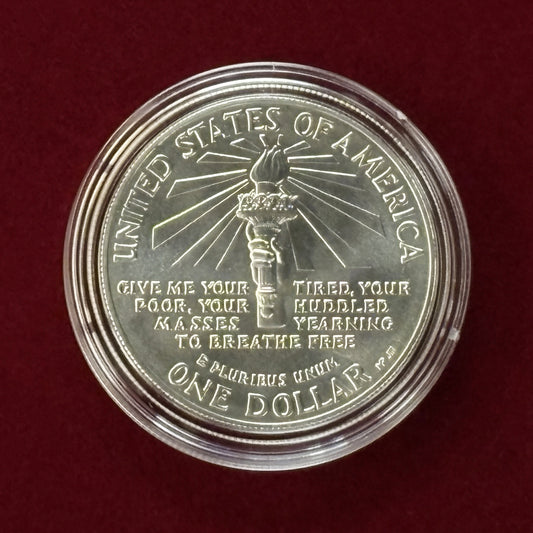 UNITED STATES OF AMERICA
GIVE ME YOUR TIRED, YOUR
POOR, YOUR HUDDLED
MASSES YEARNING
TO BREATHE FREE
E PLURIBUS UNUM
ONE DOLLAR